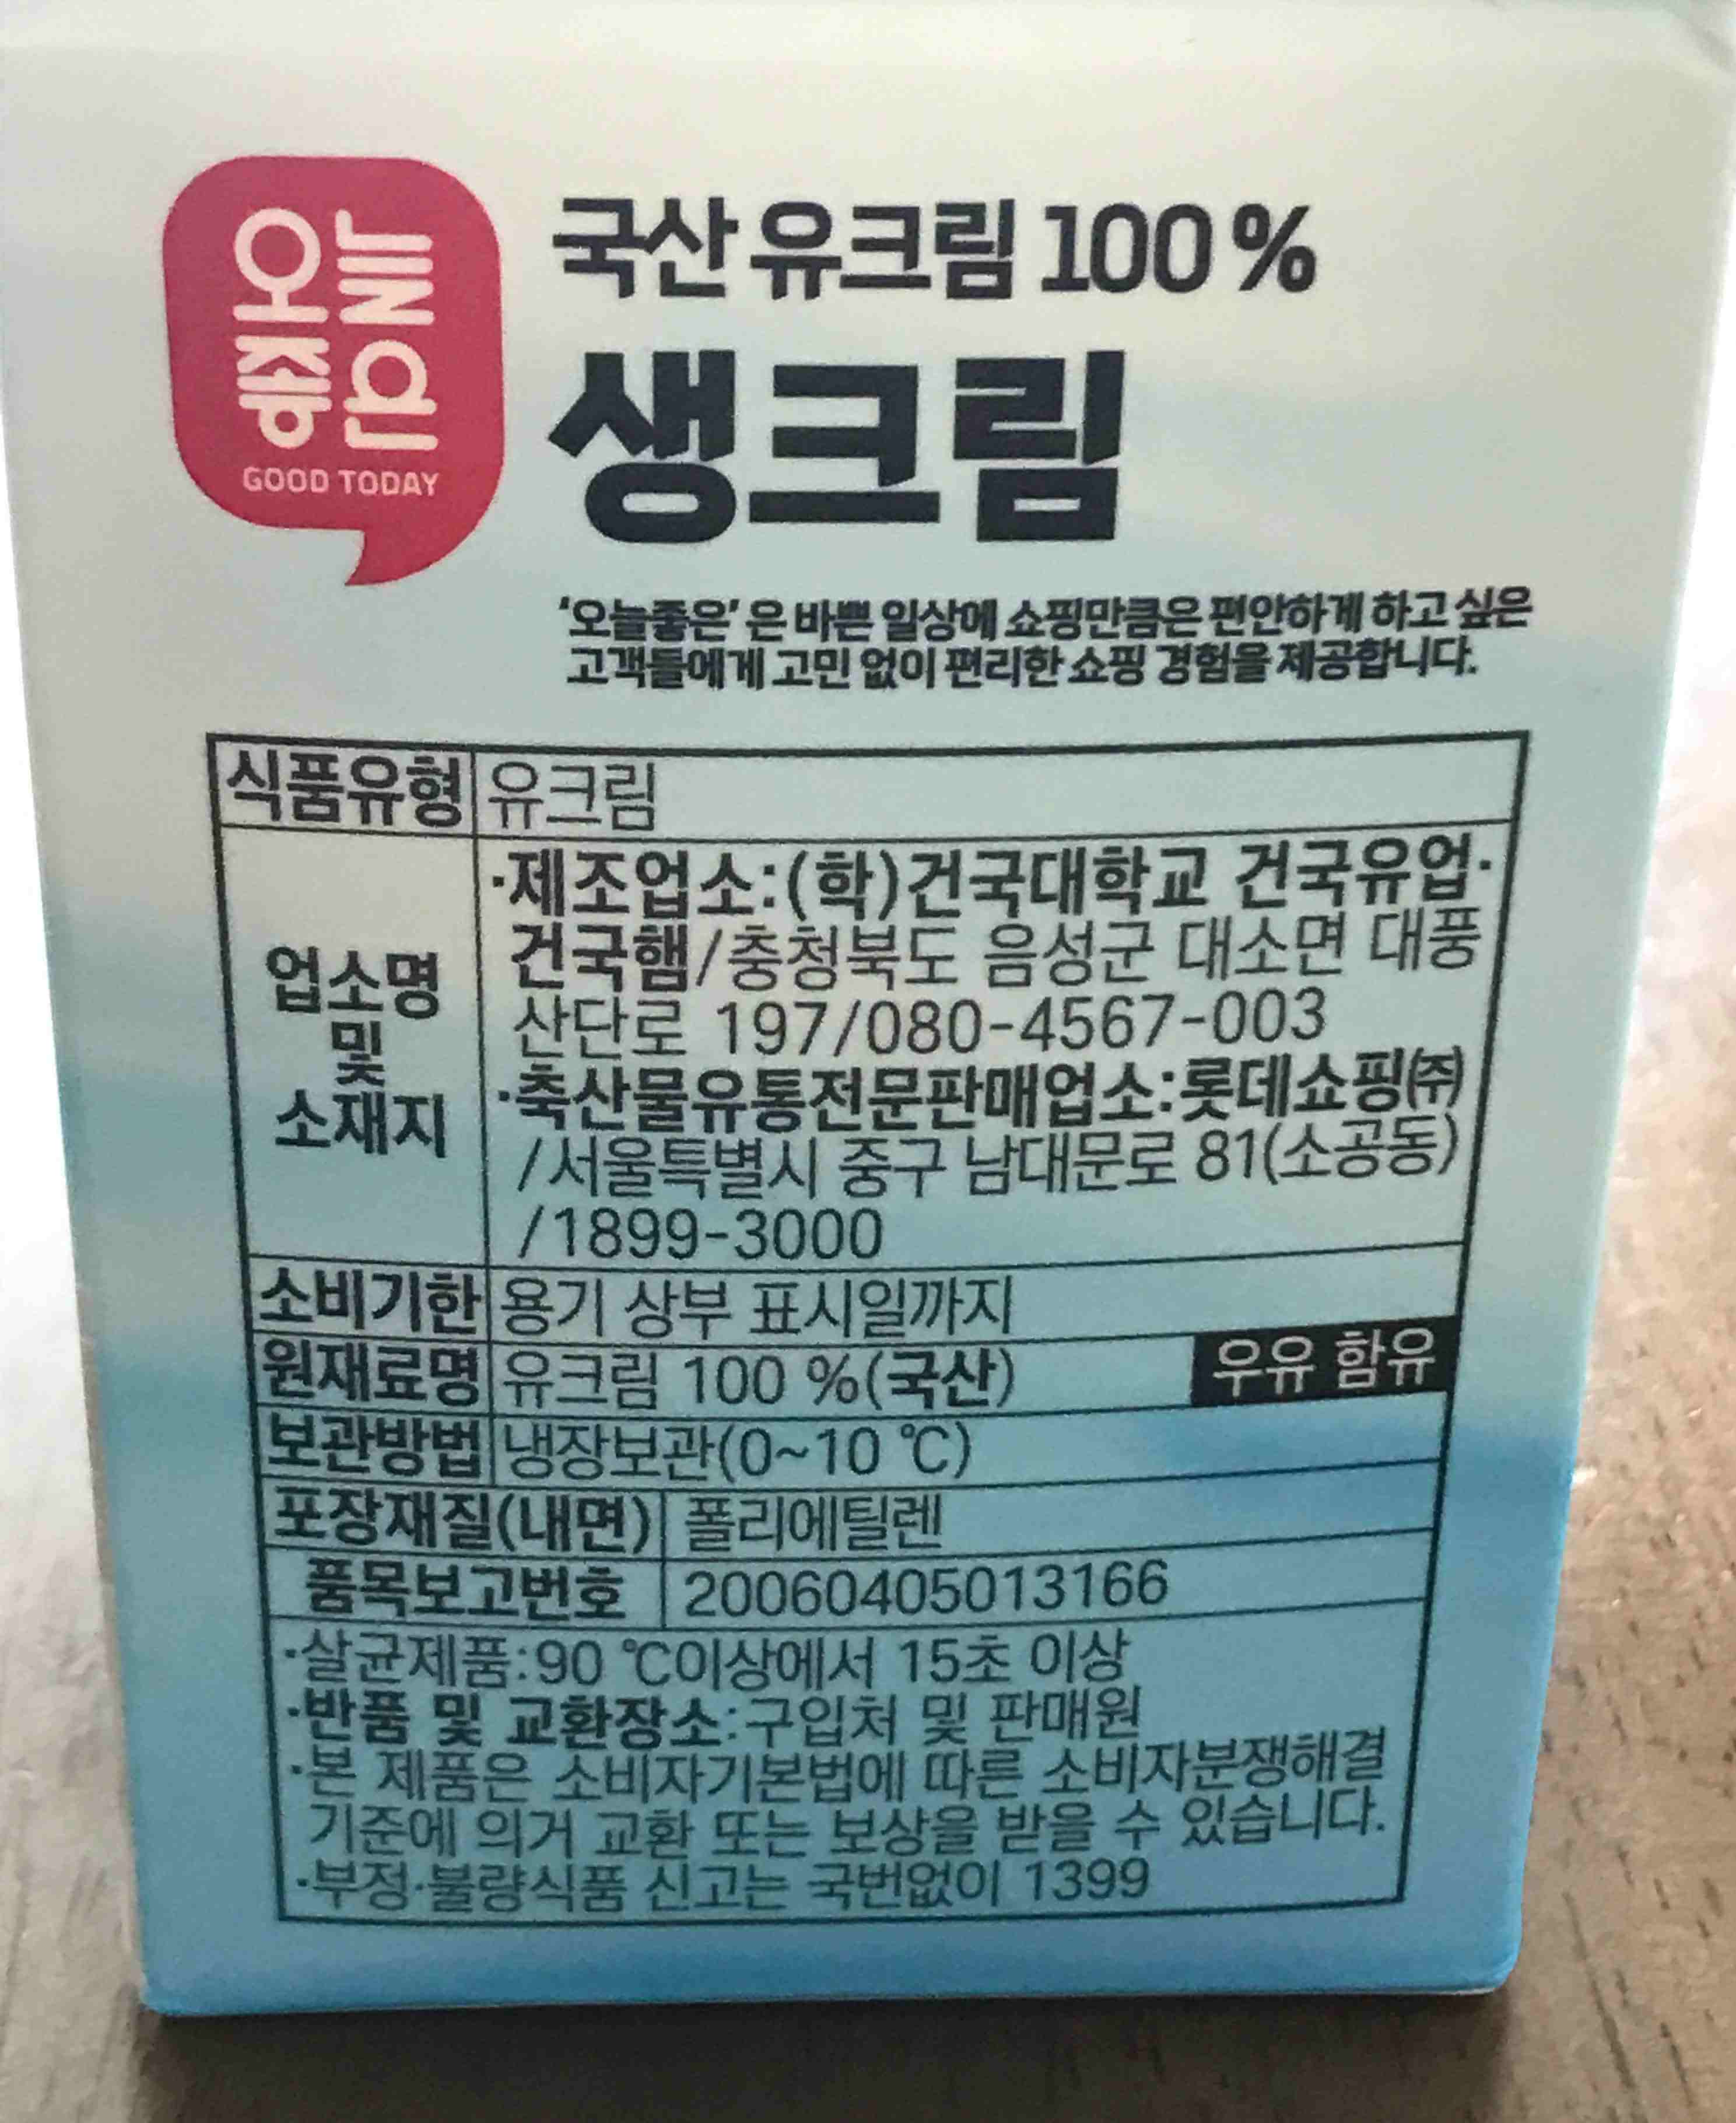 오늘좋은
GOOD TODAY
국산 유크림 100 %
생크림
'오늘좋은' 은 바쁜 일상에 쇼핑만큼은 편안하게 하고 싶은
고객들에게 고민 없이 편리한 쇼핑 경험을 제공합니다.
식품유형 유크림
업소명 및 소재지
·제조업소:(학)건국대학교 건국유업·
건국햄/충청북도 음성군 대소면 대풍
산단로 197/080-4567-003
·축산물유통전문판매업소:롯데쇼핑㈜
/서울특별시 중구 남대문로 81(소공동)
/1899-3000
소비기한 용기 상부 표시일까지
원재료명 유크림 100 %(국산) 우유 함유
보관방법 냉장보관(0~10 ℃)
포장재질(내면) 폴리에틸렌
품목보고번호 20060405013166
·살균제품:90 ℃이상에서 15초 이상
·반품 및 교환장소:구입처 및 판매원
·본 제품은 소비자기본법에 따른 소비자분쟁해결
기준에 의거 교환 또는 보상을 받을 수 있습니다.
·부정·불량식품 신고는 국번없이 1399